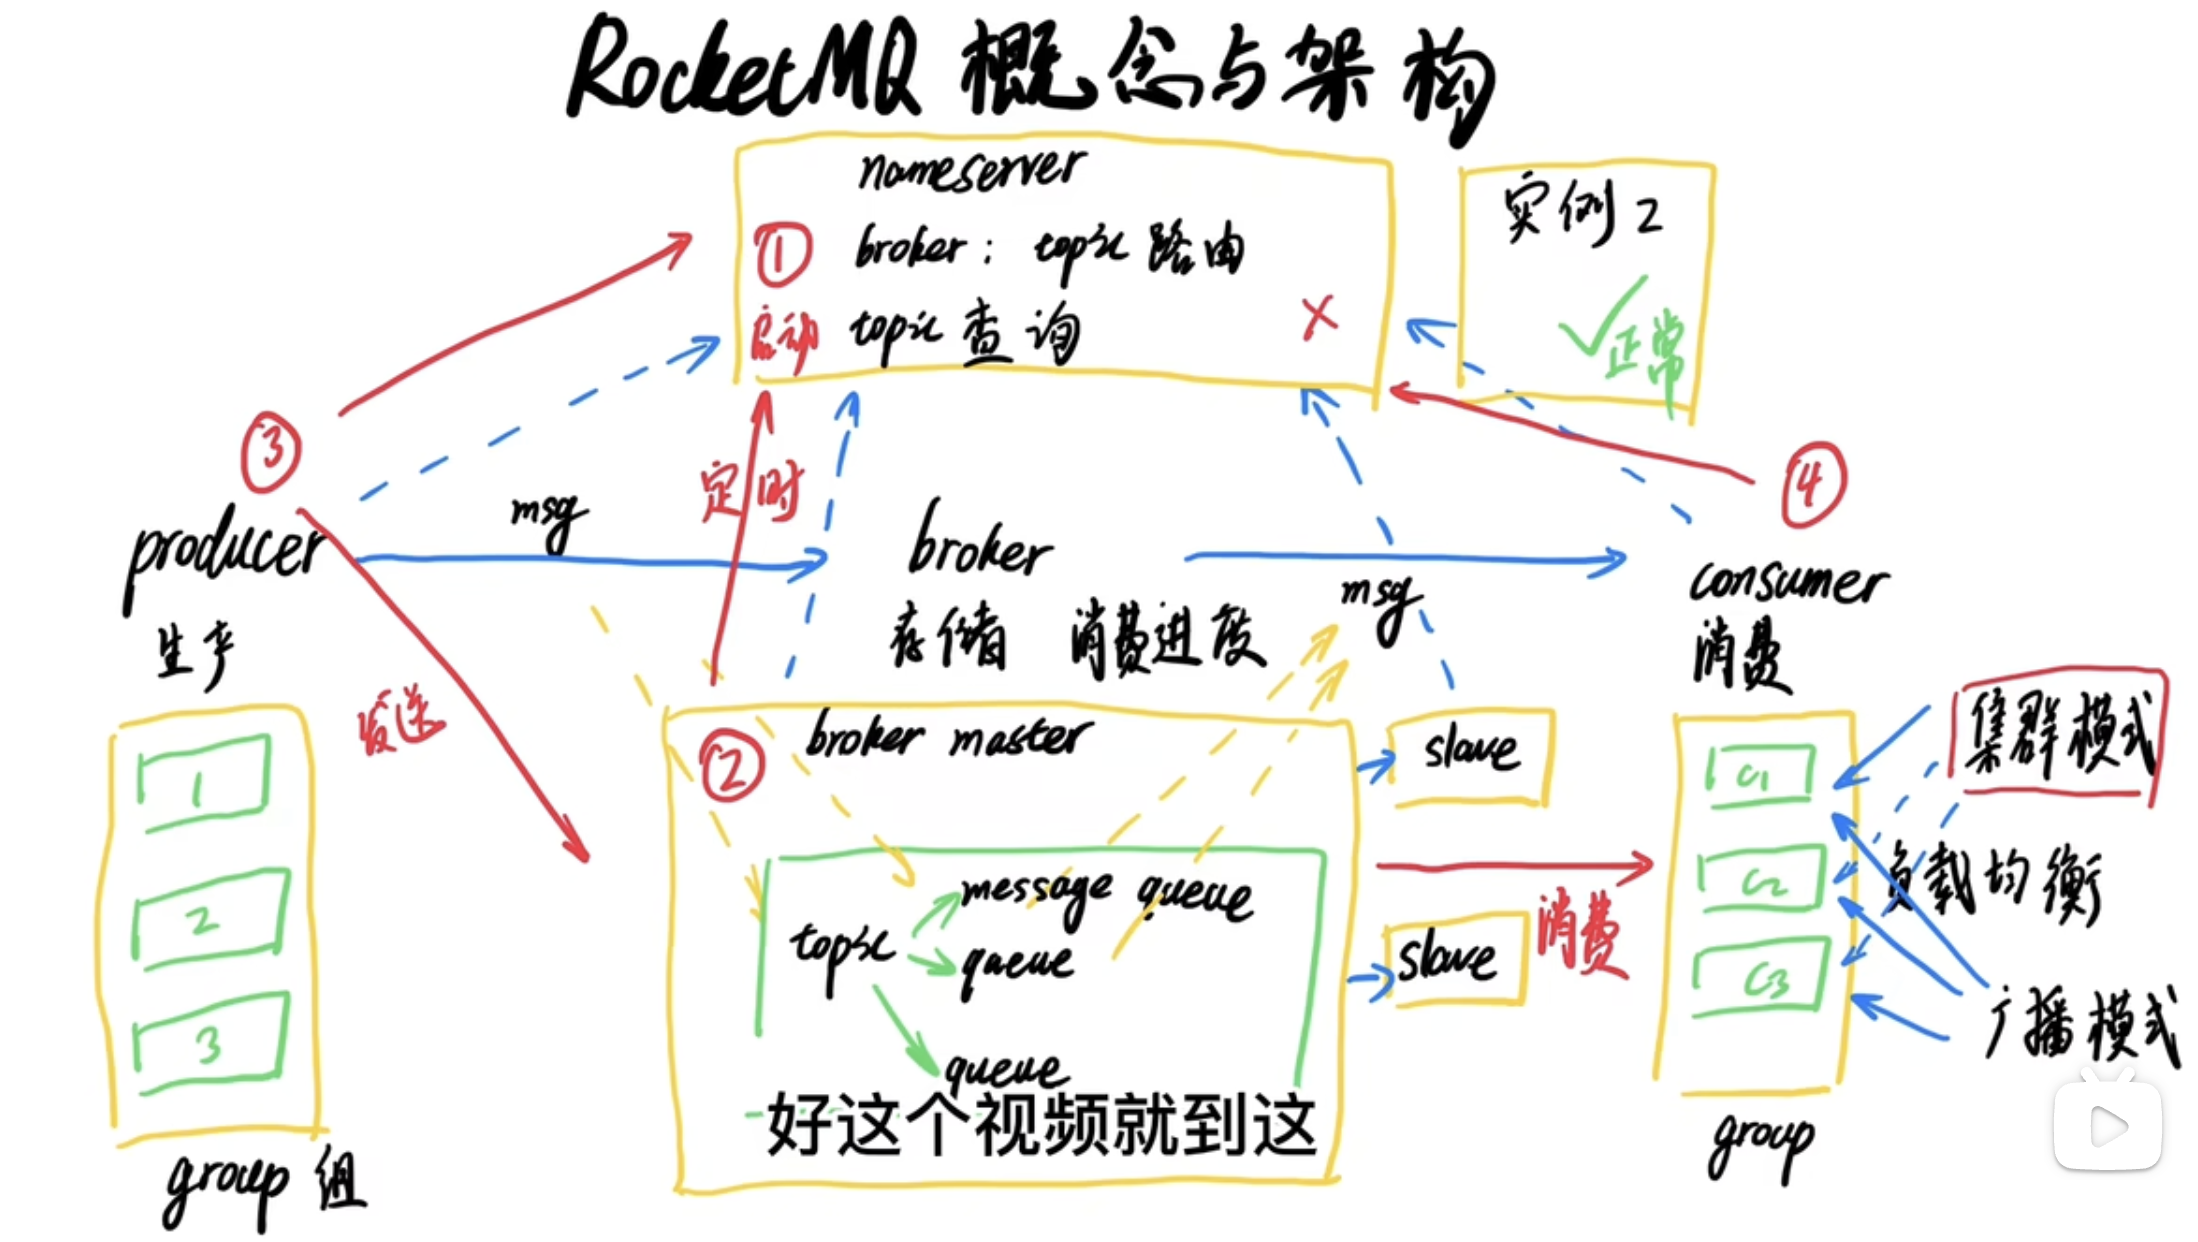 RocketMQ 概念与架构
nameserver
① broker: topic 路由
启动 topic 查询 ×
实例2
正常
③
④
定时
msg
producer
生产
broker
存储 消费进度
msg
consumer
消费
发送
② broker master
slave
集群模式
1
2
3
C1
C2
C3
负载均衡
topic
message queue
queue
queue
slave
消费
广播模式
好这个视频就到这
group 组
group